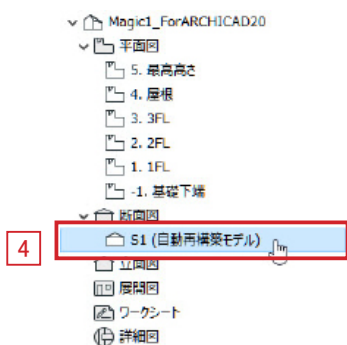 Magic1_ForARCHICAD20
平面図
5. 最高高さ
4. 屋根
3. 3FL
2. 2FL
1. 1FL
-1. 基礎下端
断面図
4
S1 (自動再構築モデル)
立面図
展開図
ワークシート
詳細図